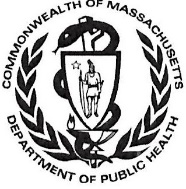 COMMONWEALTH OF MASSACHUSETTS
DEPARTMENT OF PUBLIC HEALTH